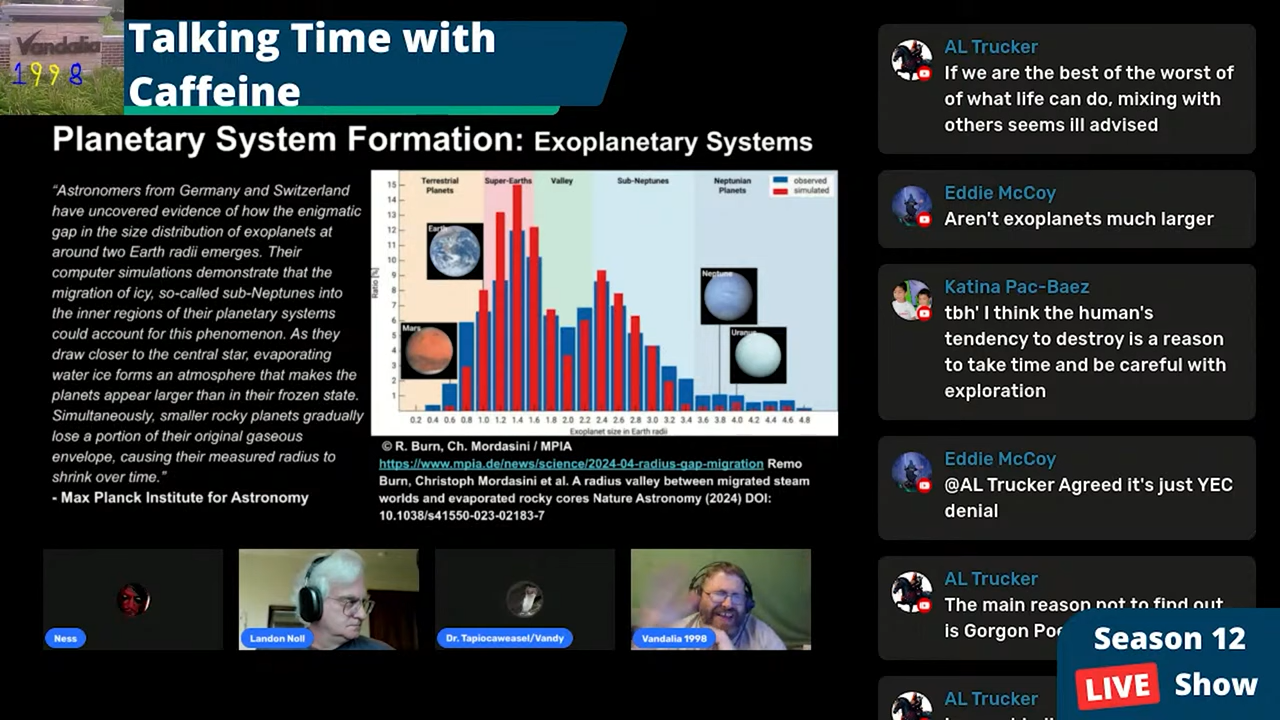 Vandalia
1998
Talking Time with
Caffeine
Planetary System Formation: Exoplanetary Systems
“Astronomers from Germany and Switzerland
have uncovered evidence of how the enigmatic
gap in the size distribution of exoplanets at
around two Earth radii emerges. Their
computer simulations demonstrate that the
migration of icy, so-called sub-Neptunes into
the inner regions of their planetary systems
could account for this phenomenon. As they
draw closer to the central star, evaporating
water ice forms an atmosphere that makes the
planets appear larger than in their frozen state.
Simultaneously, smaller rocky planets gradually
lose a portion of their original gaseous
envelope, causing their measured radius to
shrink over time.”
- Max Planck Institute for Astronomy
Terrestrial
Planets
Super-Earths
Valley
Sub-Neptunes
Neptunian
Planets
observed
simulated
Ratio [%]
15
14
13
12
11
10
9
8
7
6
5
4
3
2
1
Earth
Mars
Neptune
Uranus
0.2 0.4 0.6 0.8 1.0 1.2 1.4 1.6 1.8 2.0 2.2 2.4 2.6 2.8 3.0 3.2 3.4 3.6 3.8 4.0 4.2 4.4 4.6 4.8
Exoplanet size in Earth radii
© R. Burn, Ch. Mordasini / MPIA
https://www.mpia.de/news/science/2024-04-radius-gap-migration Remo
Burn, Christoph Mordasini et al. A radius valley between migrated steam
worlds and evaporated rocky cores Nature Astronomy (2024) DOI:
10.1038/s41550-023-02183-7
Ness
Landon Noll
Dr. Tapiocaweasel/Vandy
Vandalia 1998
AL Trucker
If we are the best of the worst of
of what life can do, mixing with
others seems ill advised
Eddie McCoy
Aren't exoplanets much larger
Katina Pac-Baez
tbh' I think the human's
tendency to destroy is a reason
to take time and be careful with
exploration
Eddie McCoy
@AL Trucker Agreed it's just YEC
denial
AL Trucker
The main reason not to find out
is Gorgon Poe
AL Trucker
Season 12
LIVE Show